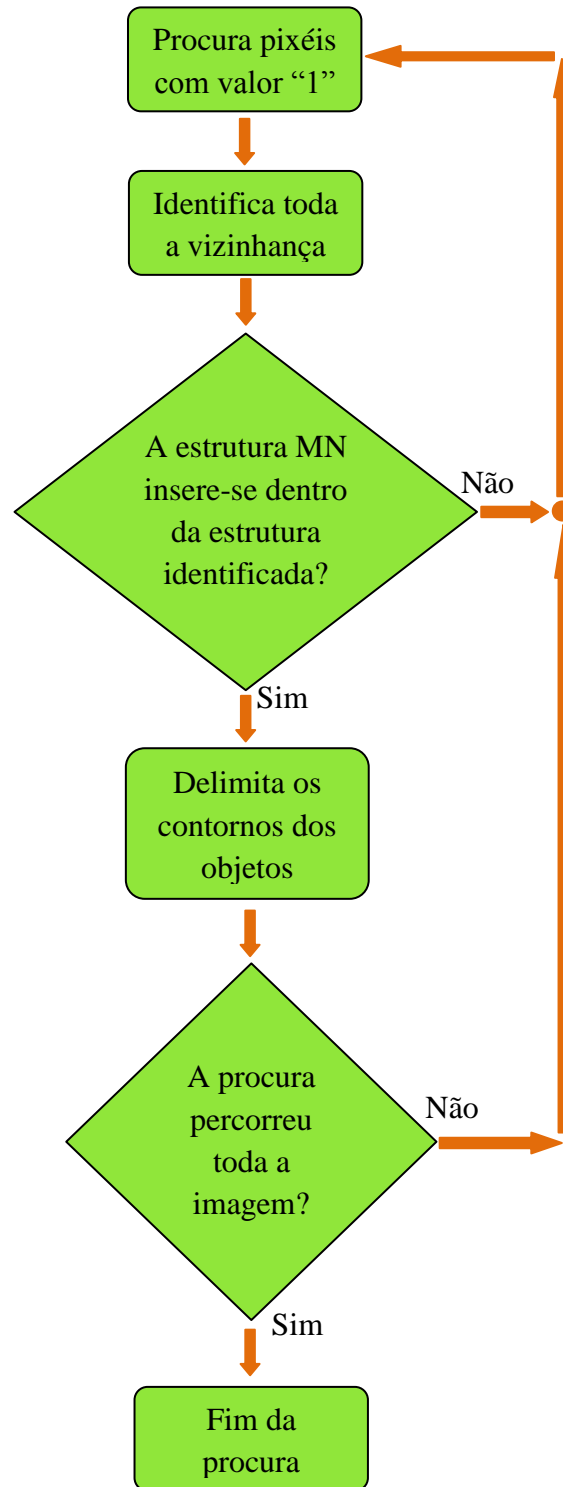 Procura pixéis
com valor “1”
Identifica toda
a vizinhança
A estrutura MN
insere-se dentro
da estrutura
identificada?
Não
Sim
Delimita os
contornos dos
objetos
A procura
percorreu
toda a
imagem?
Não
Sim
Fim da
procura